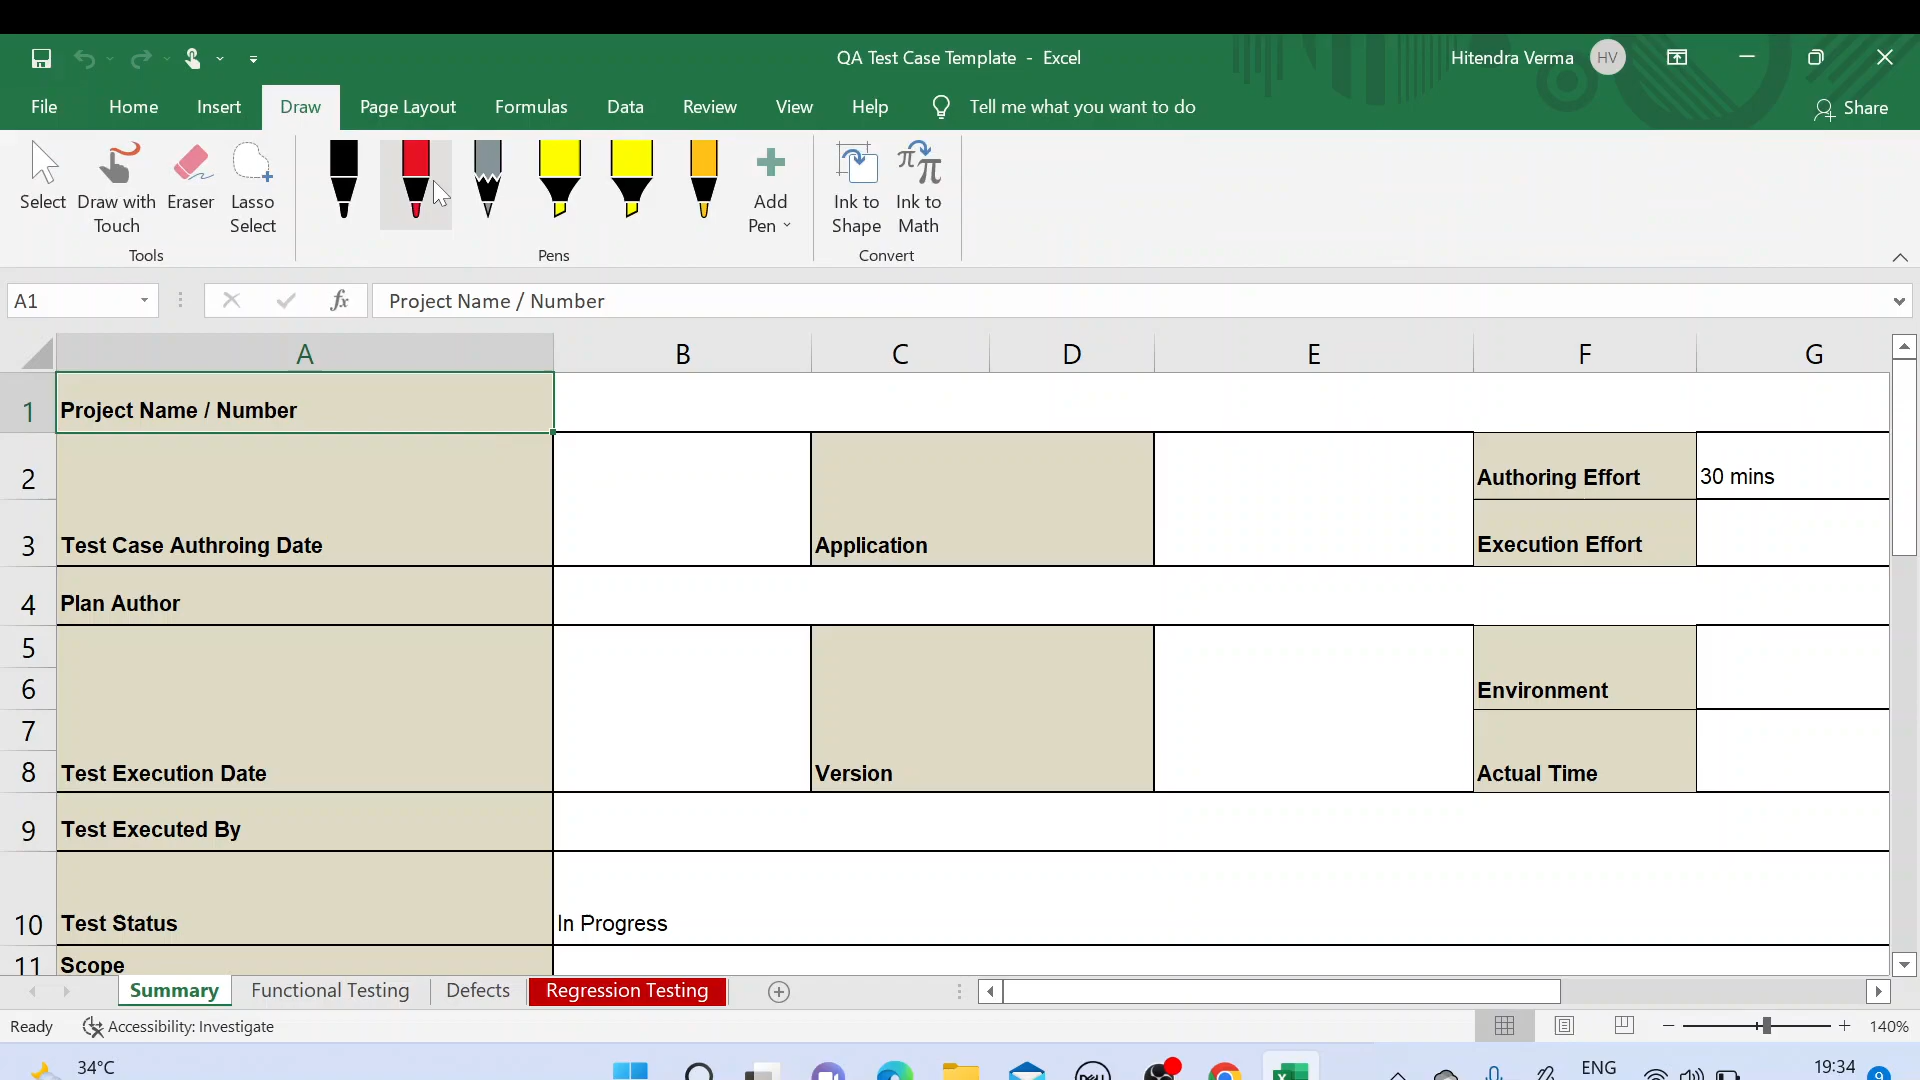 QA Test Case Template - Excel
Hitendra Verma HV
File Home Insert Draw Page Layout Formulas Data Review View Help Tell me what you want to do Share
Select Draw with Touch Eraser Lasso Select Add Pen Ink to Shape Ink to Math
Tools Pens Convert
A1 fx Project Name / Number
A B C D E F G
1 Project Name / Number
2 Authoring Effort 30 mins
3 Test Case Authroing Date Application Execution Effort
4 Plan Author
5
6 Environment
7
8 Test Execution Date Version Actual Time
9 Test Executed By
10 Test Status In Progress
11 Scope
Summary Functional Testing Defects Regression Testing
Ready Accessibility: Investigate 140%
34°C DELL ENG 19:34 9